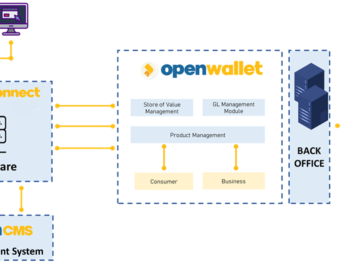 openwallet
onnect
Store of Value
Management
GL Management
Module
Product Management
BACK
OFFICE
are
Consumer
Business
CMS
nt System